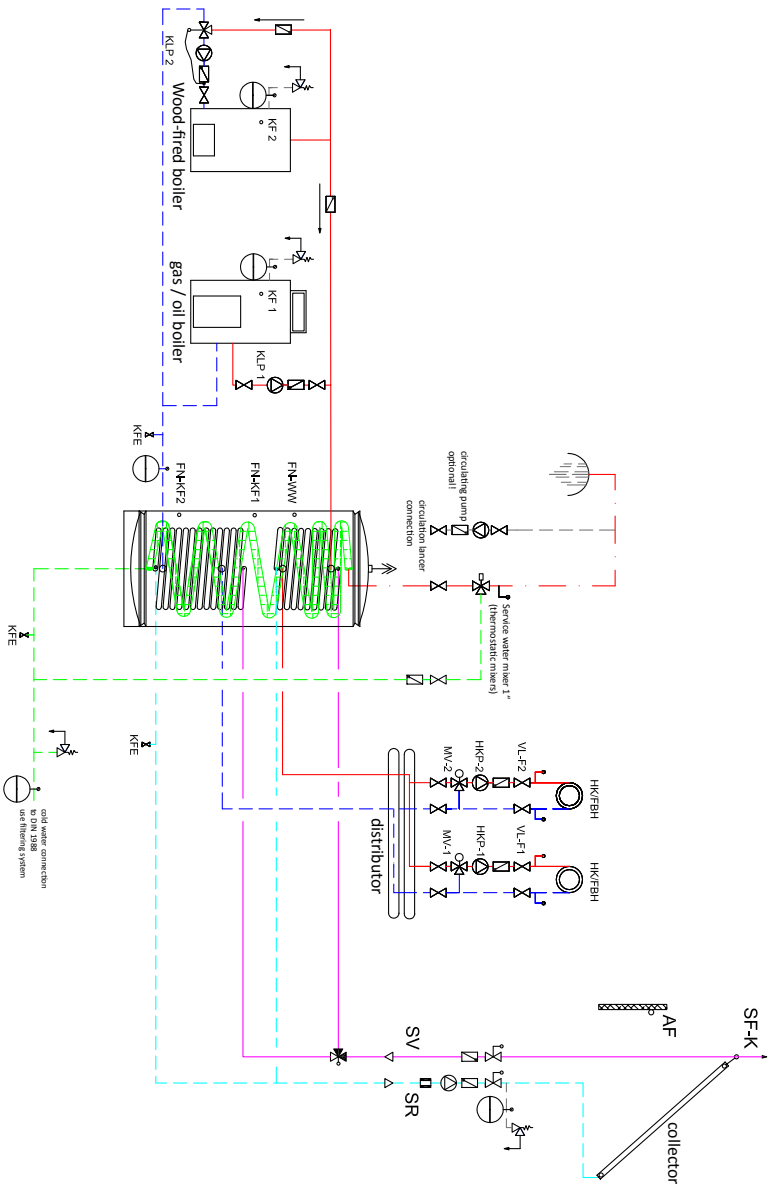 KLP 2
KF 2
Wood-fired boiler
KF 1
gas / oil boiler
KLP 1
KFE
FN-KF2
FN-KF1
FN-WW
circulating pump
optional!
circulation lancer
connection
Service water mixer 1"
(thermostatic mixers)
KFE
KFE
cold water connection
to DIN 1988
use filtering system
HK/FBH
VL-F2
HKP-2
MV-2
HK/FBH
VL-F1
HKP-1
MV-1
distributor
AF
SF-K
SV
SR
collector